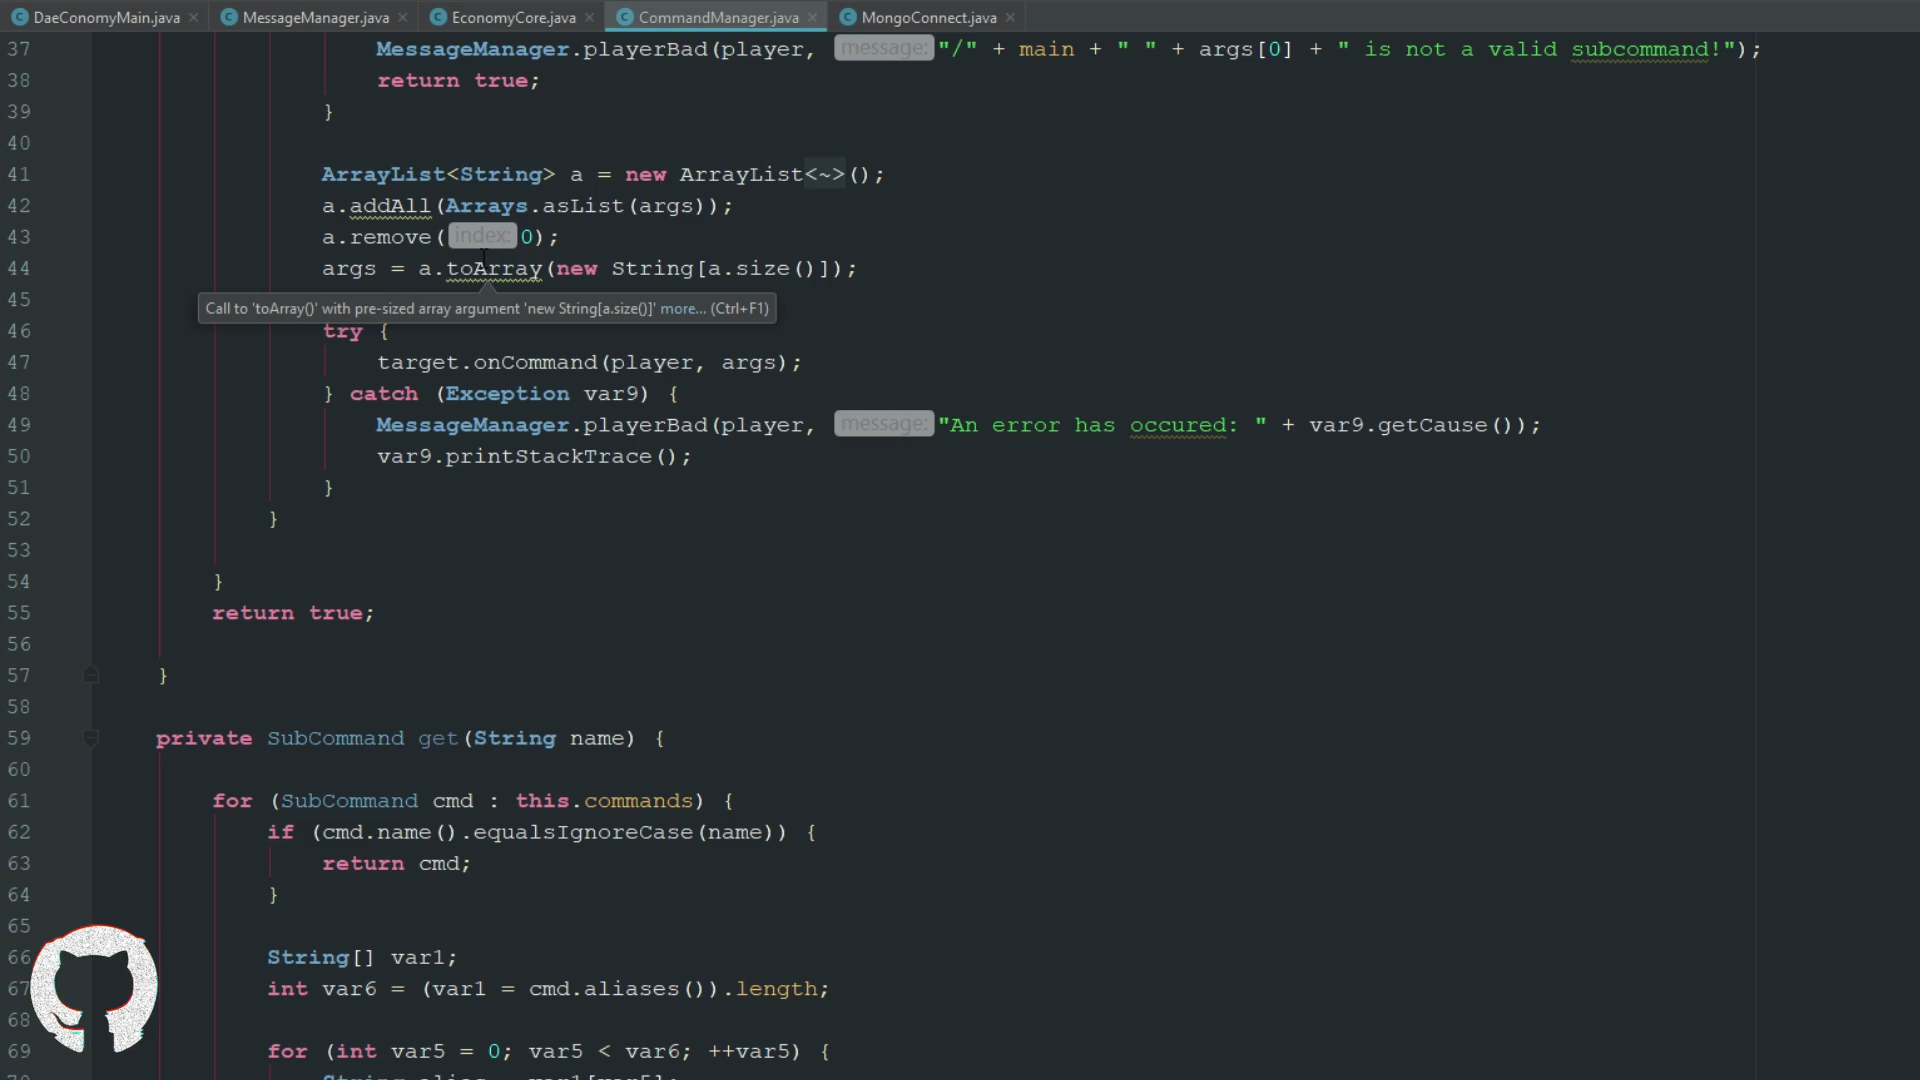 DaeConomyMain.java MessageManager.java EconomyCore.java CommandManager.java MongoConnect.java
37 MessageManager.playerBad(player, message: "/" + main + " " + args[0] + " is not a valid subcommand!");
38 return true;
39 }
40
41 ArrayList<String> a = new ArrayList<~>();
42 a.addAll(Arrays.asList(args));
43 a.remove( index: 0);
44 args = a.toArray(new String[a.size()]);
45
Call to 'toArray()' with pre-sized array argument 'new String[a.size()]' more... (Ctrl+F1)
46 try {
47 target.onCommand(player, args);
48 } catch (Exception var9) {
49 MessageManager.playerBad(player, message: "An error has occured: " + var9.getCause());
50 var9.printStackTrace();
51 }
52 }
53
54 }
55 return true;
56
57 }
58
59 private SubCommand get(String name) {
60
61 for (SubCommand cmd : this.commands) {
62 if (cmd.name().equalsIgnoreCase(name)) {
63 return cmd;
64 }
65
66 String[] var1;
67 int var6 = (var1 = cmd.aliases()).length;
68
69 for (int var5 = 0; var5 < var6; ++var5) {